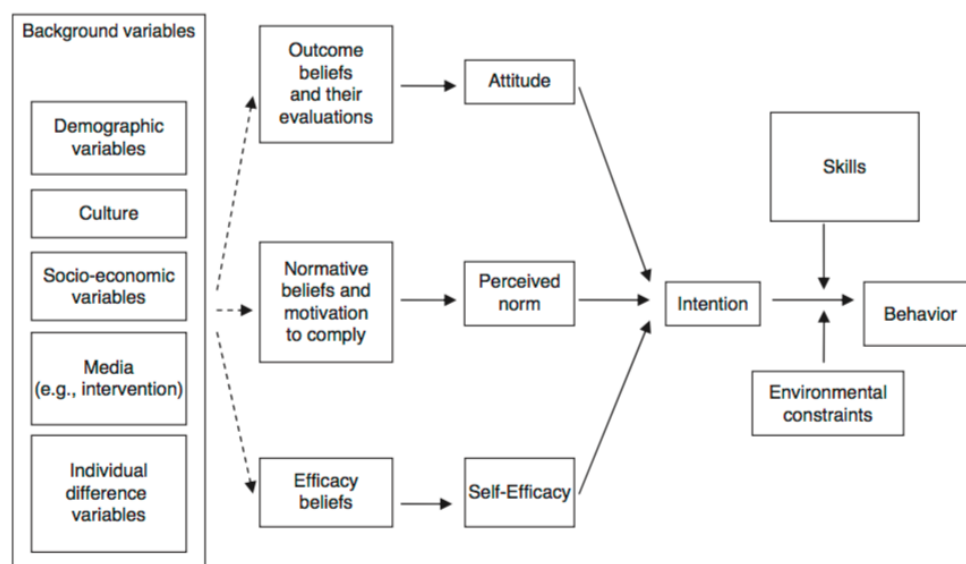 Background variables
Demographic
variables
Culture
Socio-economic
variables
Media
(e.g., intervention)
Individual
difference
variables
Outcome
beliefs
and their
evaluations
Attitude
Normative
beliefs and
motivation
to comply
Perceived
norm
Efficacy
beliefs
Self-Efficacy
Intention
Skills
Environmental
constraints
Behavior